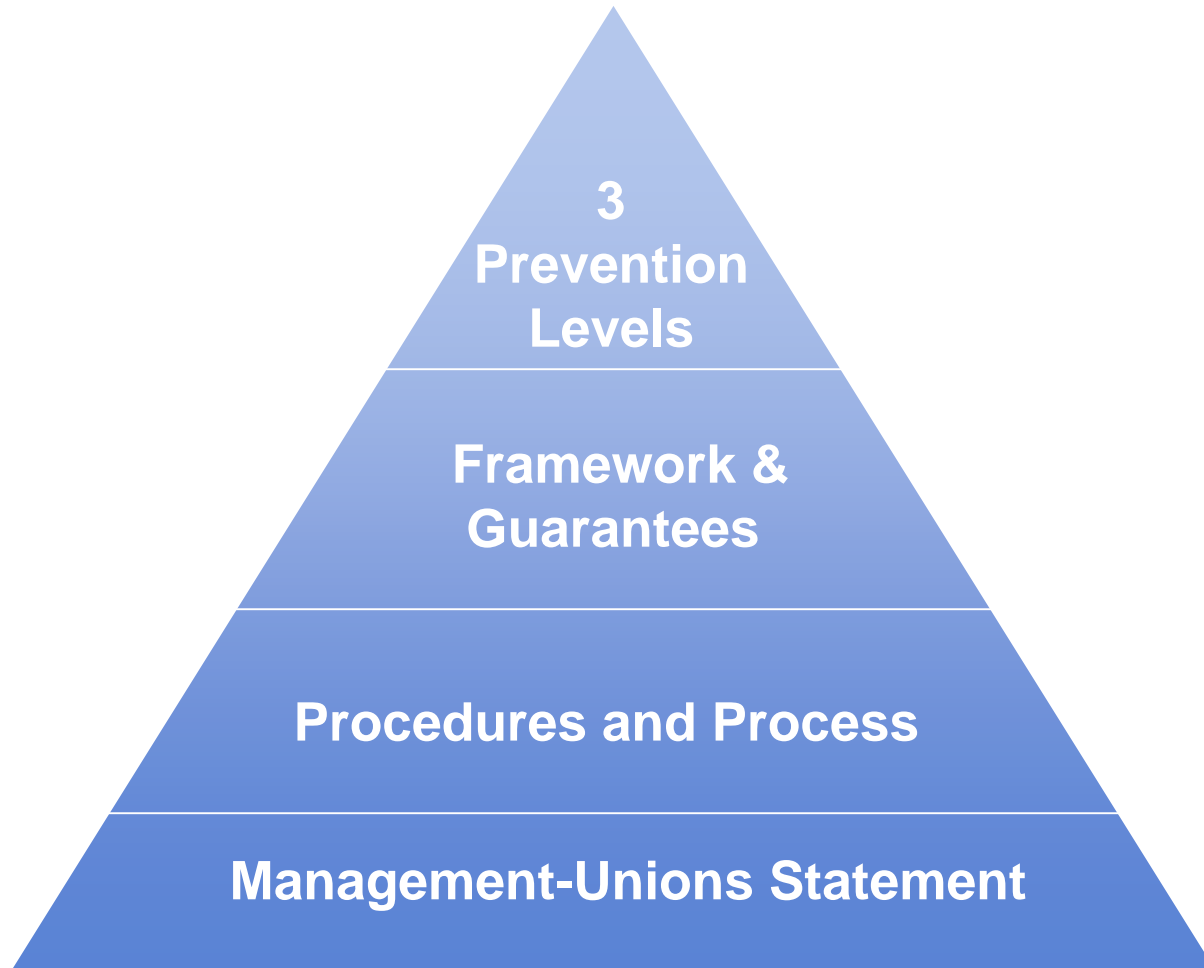 3
Prevention
Levels
Framework &
Guarantees
Procedures and Process
Management-Unions Statement